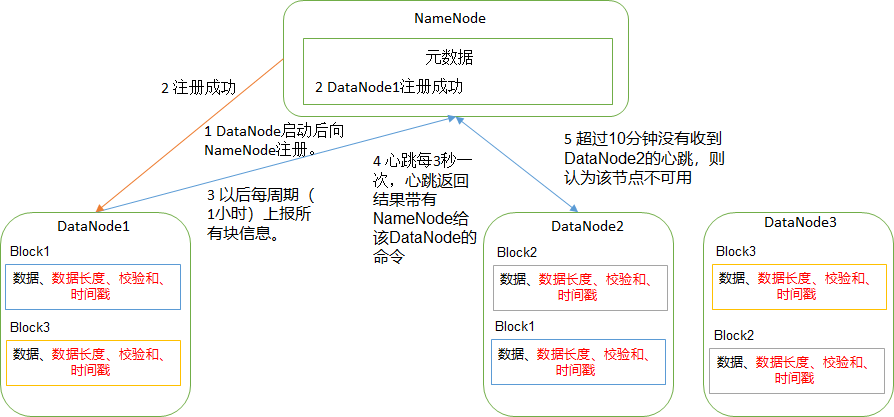 NameNode
元数据
2 DataNode1注册成功
2 注册成功
1 DataNode启动后向
NameNode注册。
3 以后每周期（
1小时）上报所
有块信息。
4 心跳每3秒一
次，心跳返回
结果带有
NameNode给
该DataNode的
命令
5 超过10分钟没有收到
DataNode2的心跳，则
认为该节点不可用
DataNode1
Block1
数据、数据长度、校验和、
时间戳
Block3
数据、数据长度、校验和、
时间戳
DataNode2
Block2
数据、数据长度、校验和、
时间戳
Block1
数据、数据长度、校验和、
时间戳
DataNode3
Block3
数据、数据长度、校验和、
时间戳
Block2
数据、数据长度、校验和、
时间戳